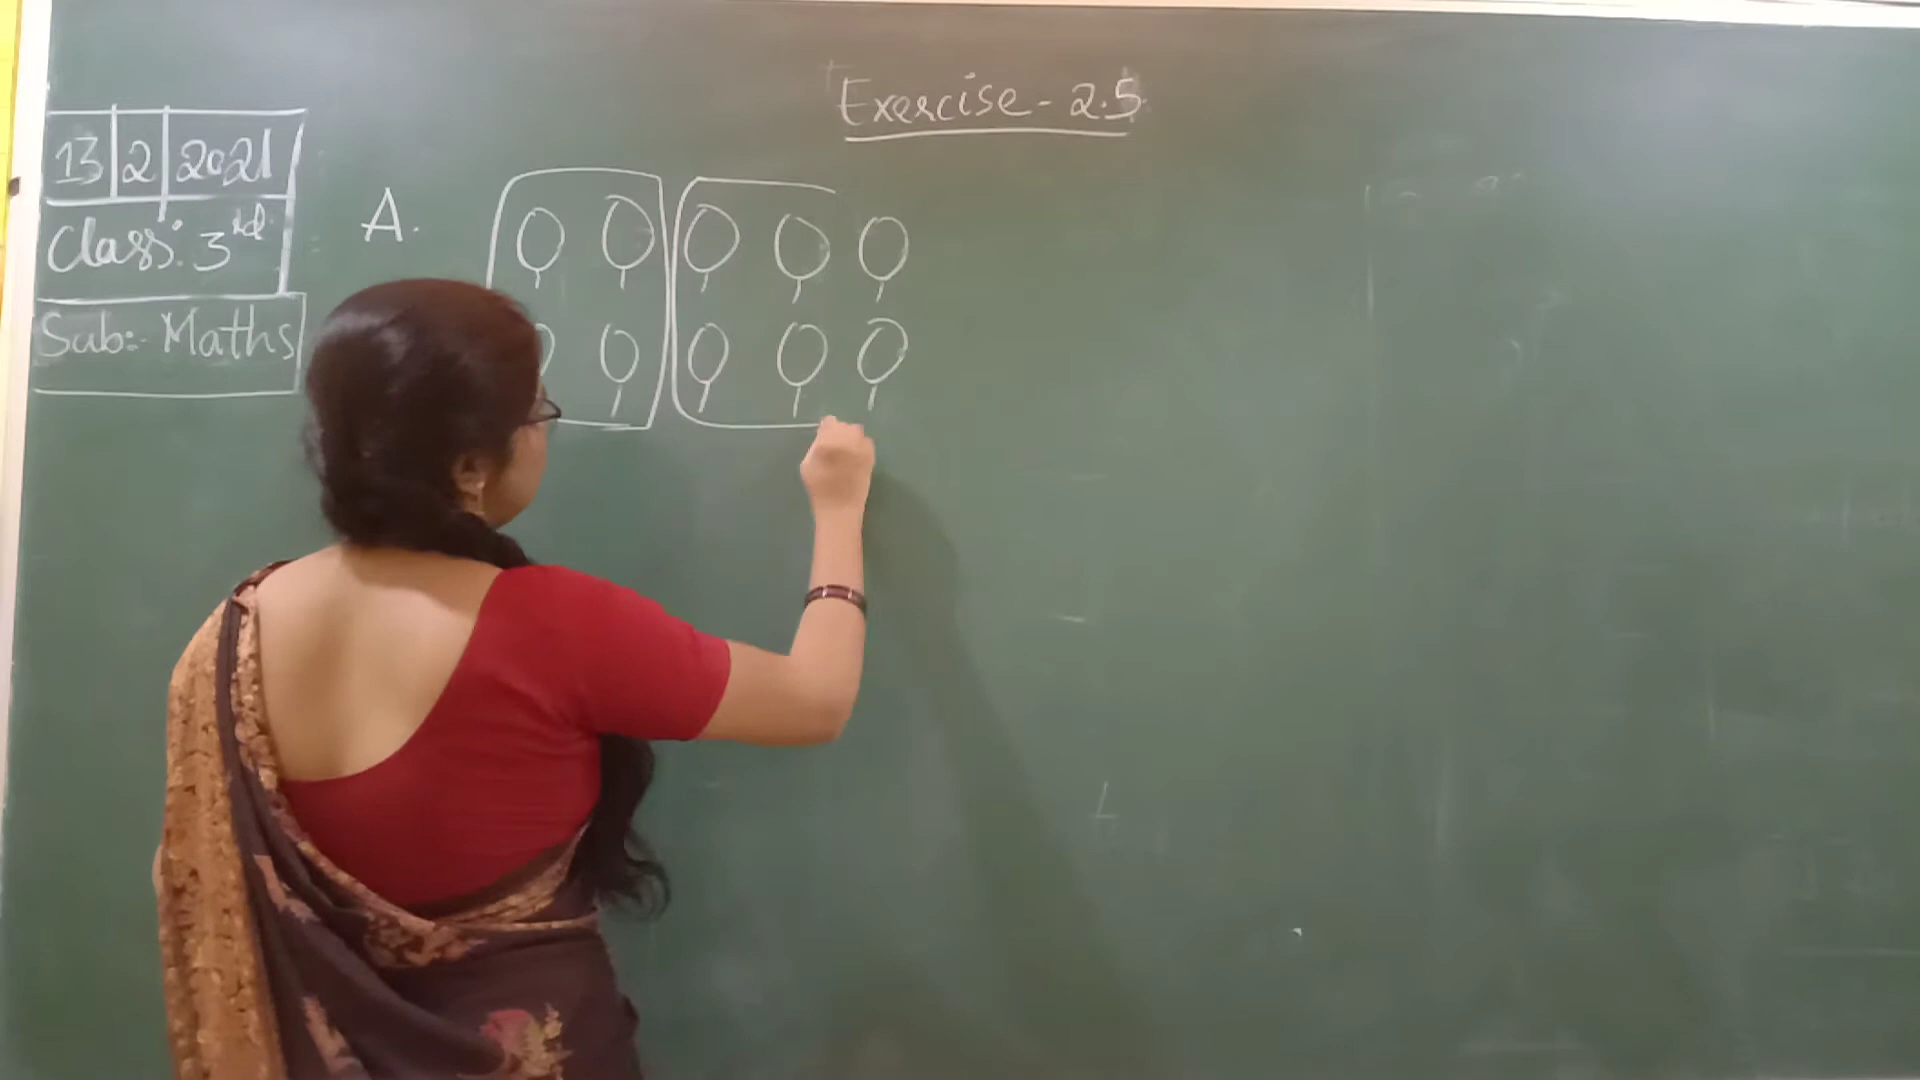 Exercise - 2.5
13 2 2021
Class: 3rd
Sub:- Maths
A.